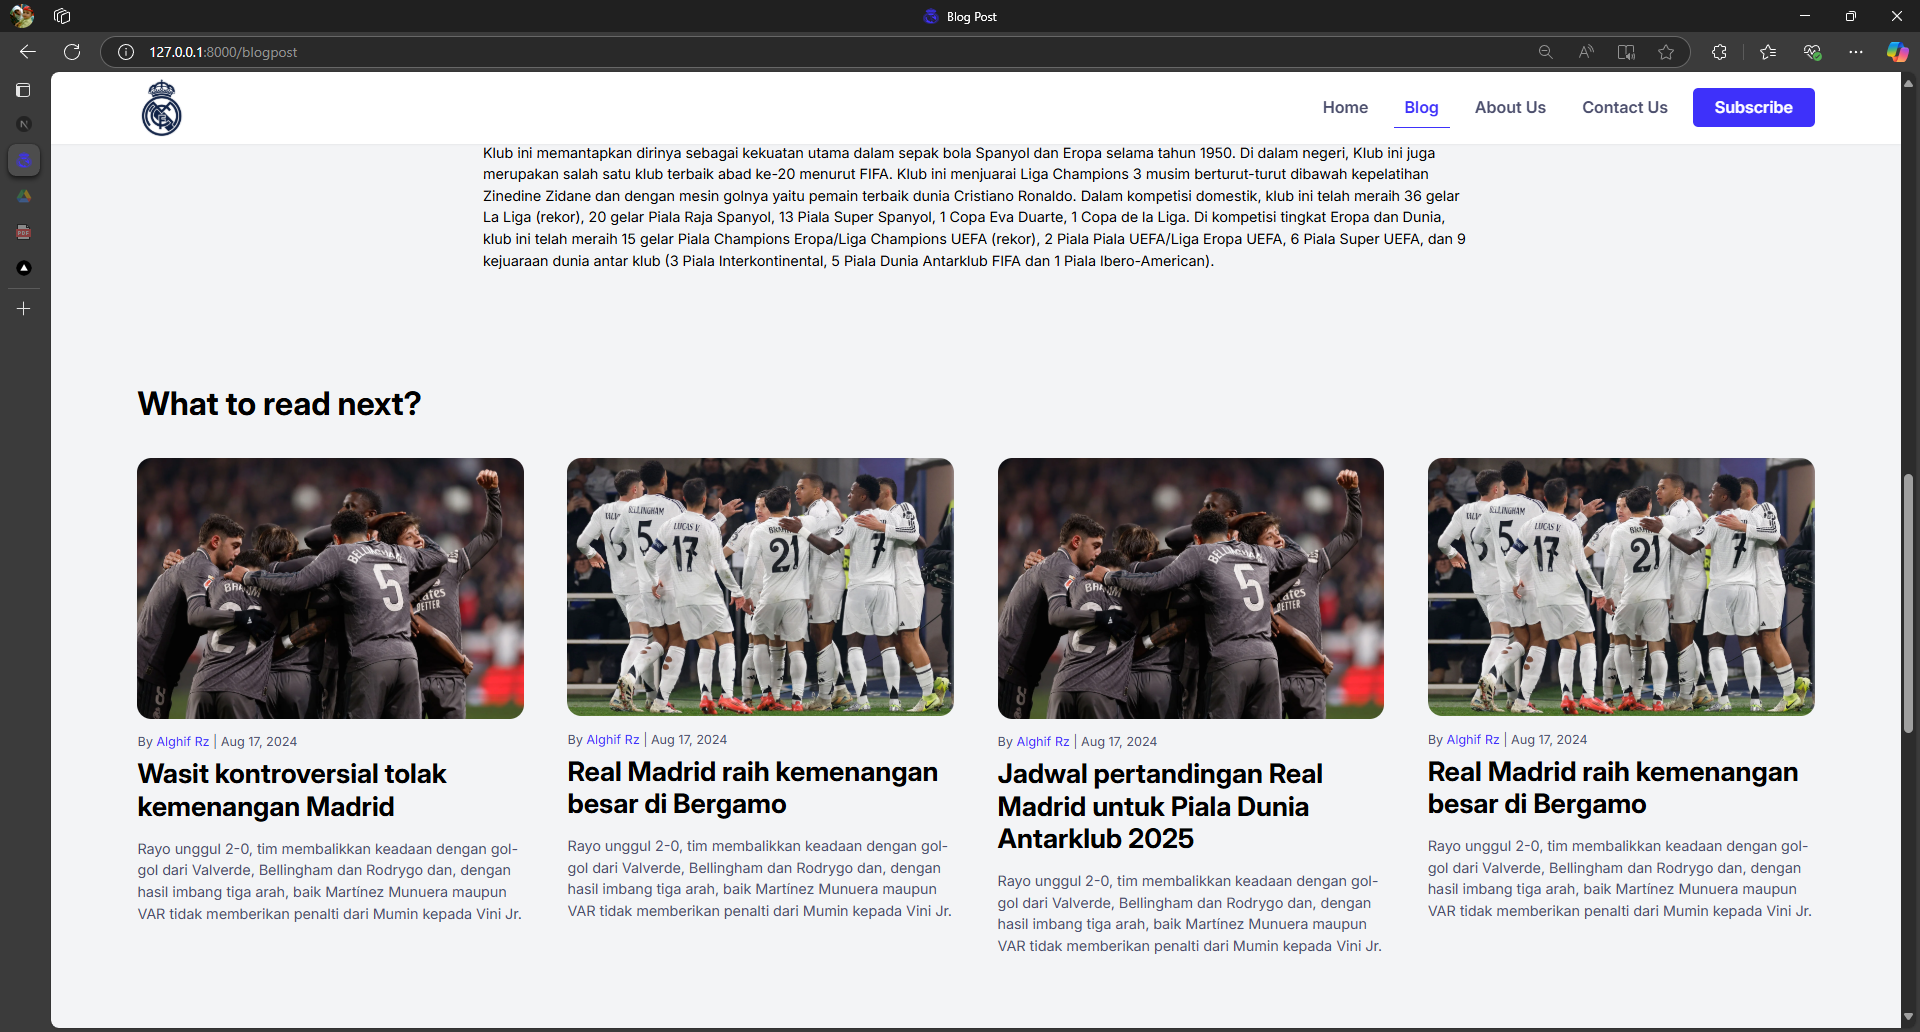 Blog Post
127.0.0.1:8000/blogpost
Home Blog About Us Contact Us Subscribe
Klub ini memantapkan dirinya sebagai kekuatan utama dalam sepak bola Spanyol dan Eropa selama tahun 1950. Di dalam negeri, Klub ini juga
merupakan salah satu klub terbaik abad ke-20 menurut FIFA. Klub ini menjuarai Liga Champions 3 musim berturut-turut dibawah kepelatihan
Zinedine Zidane dan dengan mesin golnya yaitu pemain terbaik dunia Cristiano Ronaldo. Dalam kompetisi domestik, klub ini telah meraih 36 gelar
La Liga (rekor), 20 gelar Piala Raja Spanyol, 13 Piala Super Spanyol, 1 Copa Eva Duarte, 1 Copa de la Liga. Di kompetisi tingkat Eropa dan Dunia,
klub ini telah meraih 15 gelar Piala Champions Eropa/Liga Champions UEFA (rekor), 2 Piala Piala UEFA/Liga Eropa UEFA, 6 Piala Super UEFA, dan 9
kejuaraan dunia antar klub (3 Piala Interkontinental, 5 Piala Dunia Antarklub FIFA dan 1 Piala Ibero-American).
What to read next?
BELLINGHAM
5
By Alghif Rz | Aug 17, 2024
Wasit kontroversial tolak
kemenangan Madrid
Rayo unggul 2-0, tim membalikkan keadaan dengan gol-
gol dari Valverde, Bellingham dan Rodrygo dan, dengan
hasil imbang tiga arah, baik Martínez Munuera maupun
VAR tidak memberikan penalti dari Mumin kepada Vini Jr.
BELLINGHAM
5
LUCAS V.
17
21
7
By Alghif Rz | Aug 17, 2024
Real Madrid raih kemenangan
besar di Bergamo
Rayo unggul 2-0, tim membalikkan keadaan dengan gol-
gol dari Valverde, Bellingham dan Rodrygo dan, dengan
hasil imbang tiga arah, baik Martínez Munuera maupun
VAR tidak memberikan penalti dari Mumin kepada Vini Jr.
BELLINGHAM
5
By Alghif Rz | Aug 17, 2024
Jadwal pertandingan Real
Madrid untuk Piala Dunia
Antarklub 2025
Rayo unggul 2-0, tim membalikkan keadaan dengan gol-
gol dari Valverde, Bellingham dan Rodrygo dan, dengan
hasil imbang tiga arah, baik Martínez Munuera maupun
VAR tidak memberikan penalti dari Mumin kepada Vini Jr.
BELLINGHAM
5
LUCAS V.
17
21
7
By Alghif Rz | Aug 17, 2024
Real Madrid raih kemenangan
besar di Bergamo
Rayo unggul 2-0, tim membalikkan keadaan dengan gol-
gol dari Valverde, Bellingham dan Rodrygo dan, dengan
hasil imbang tiga arah, baik Martínez Munuera maupun
VAR tidak memberikan penalti dari Mumin kepada Vini Jr.